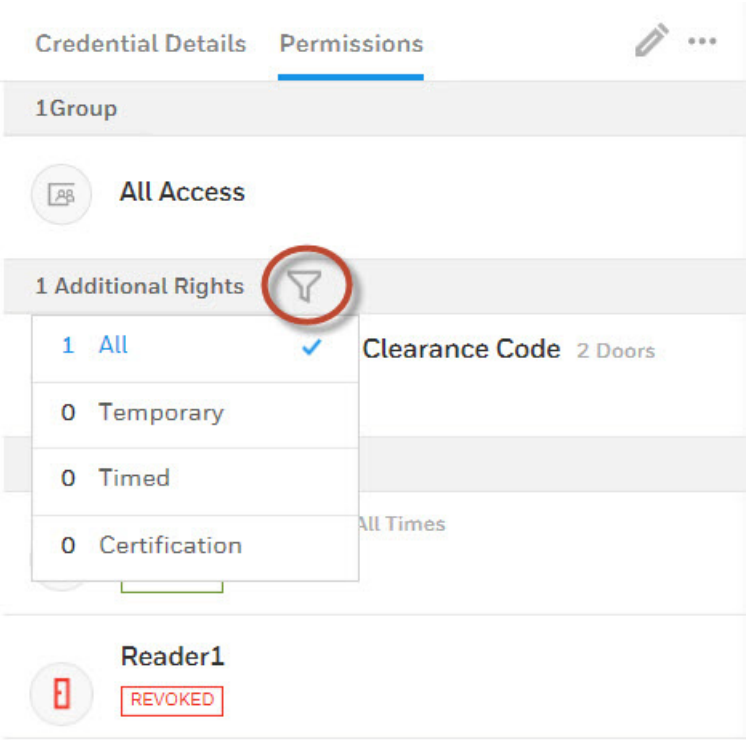 Credential Details Permissions
1Group
All Access
1 Additional Rights
1 All
Clearance Code 2 Doors
0 Temporary
0 Timed
All Times
0 Certification
Reader1
REVOKED